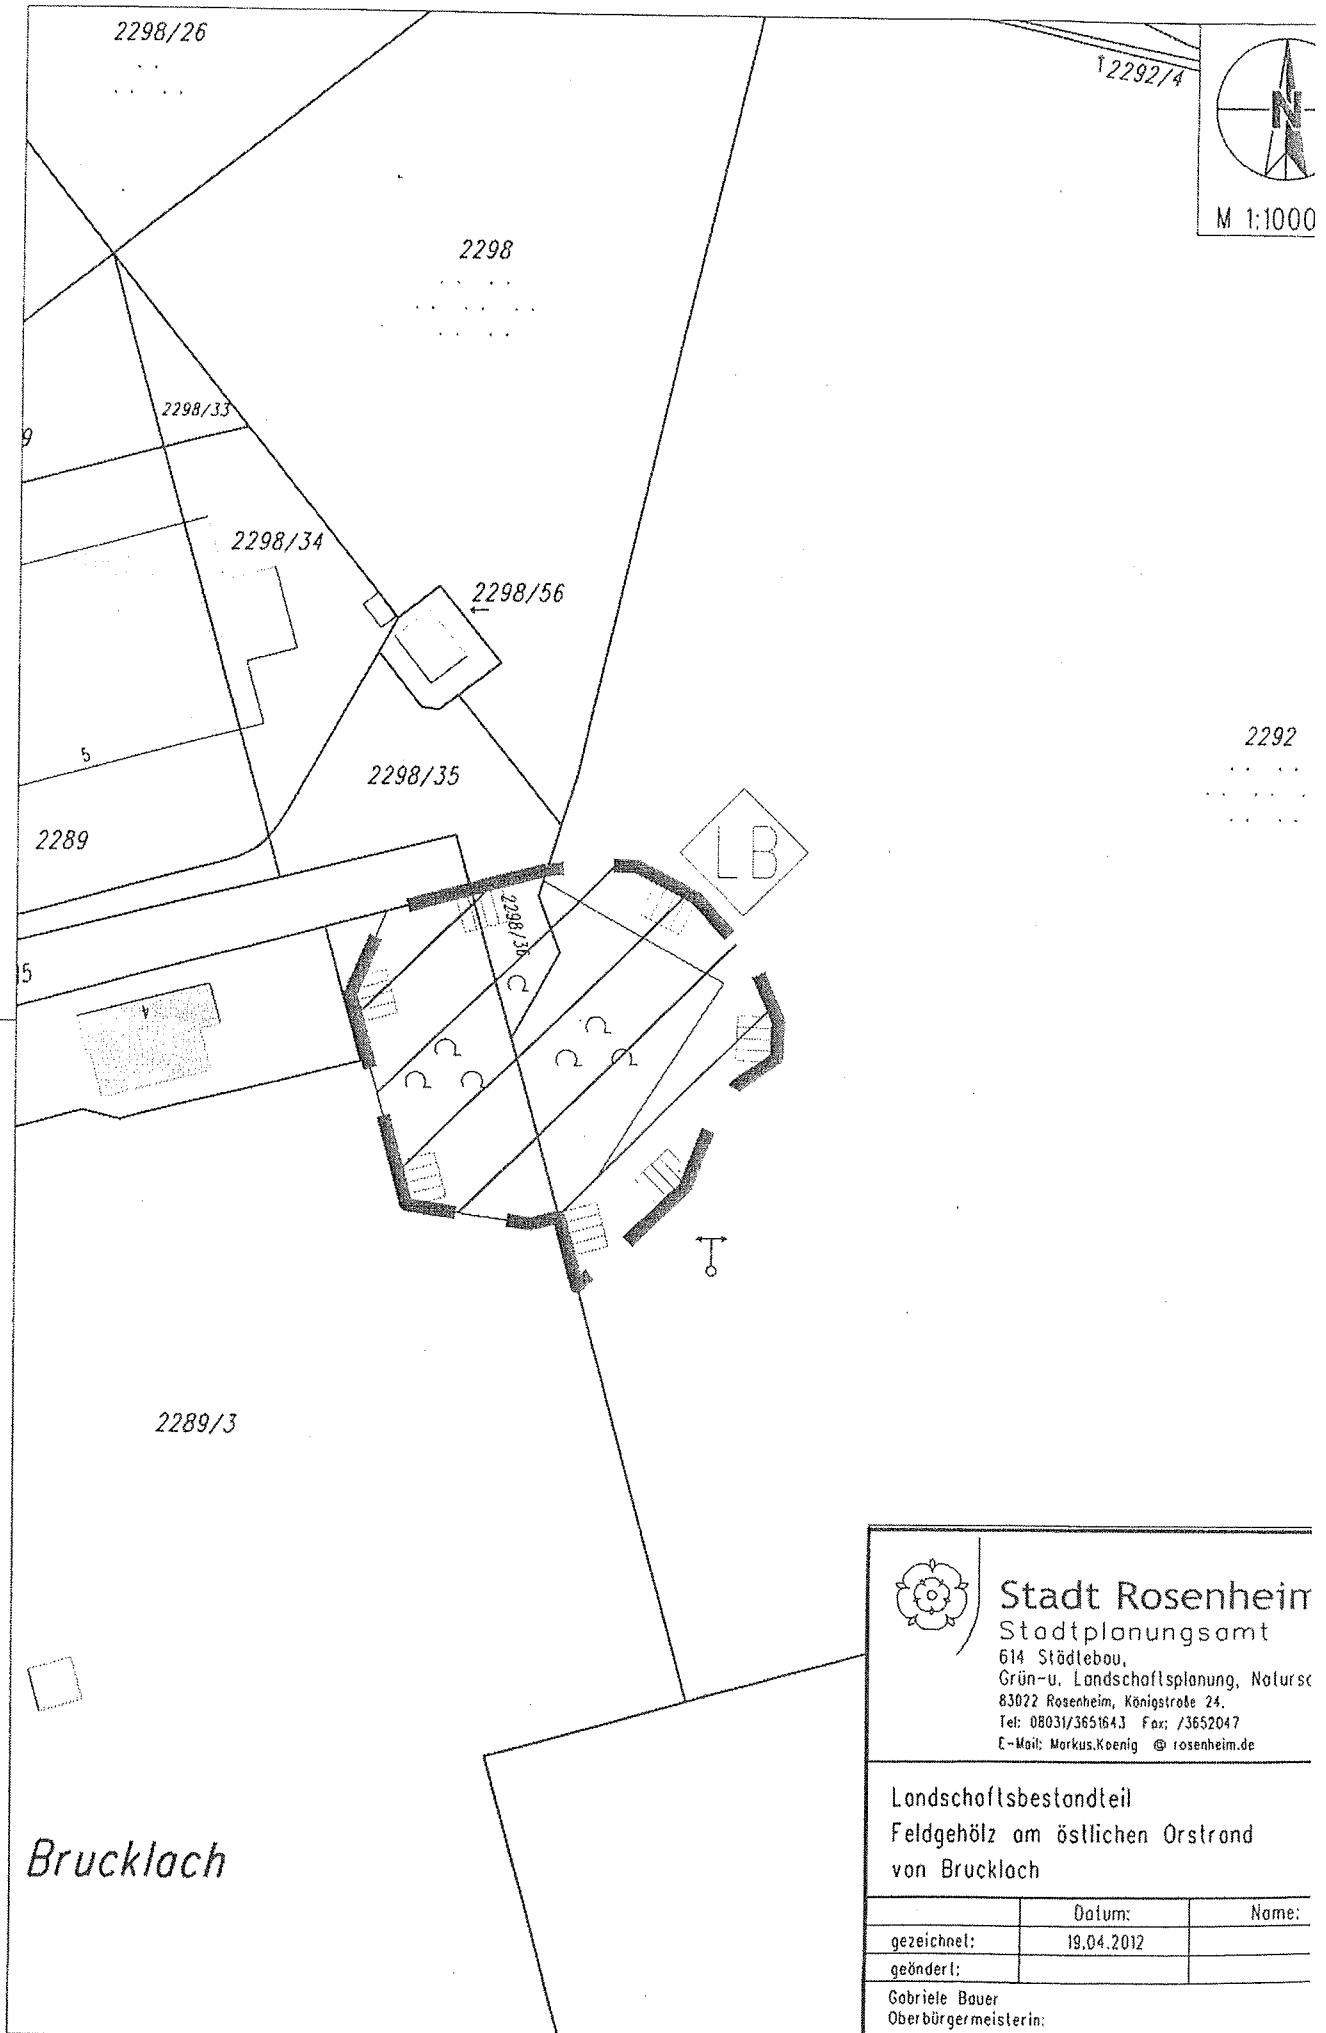 2298/26
2292/4
N
M 1:1000
2298
2298/33
9
2298/34
2298/56
5
2298/35
2292
2289
LB
2298/36
5
2289/3
Brucklach
Stadt Rosenheim
Stadtplanungsamt
614 Städtebau,
Grün-u. Landschaftsplanung, Natursc
83022 Rosenheim, Königstraße 24.
Tel: 08031/3651643 Fax: /3652047
E-Mail: Markus.Koenig @ rosenheim.de
Landschaftsbestandteil
Feldgehölz am östlichen Orstrand
von Brucklach
Datum: Name:
gezeichnet: 19.04.2012
geändert:
Gabriele Bauer
Oberbürgermeisterin: